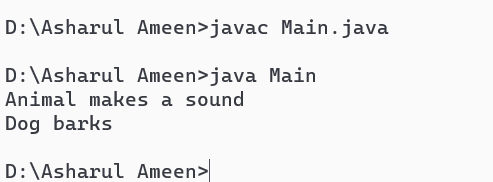 D:\Asharul Ameen>javac Main.java
D:\Asharul Ameen>java Main
Animal makes a sound
Dog barks
D:\Asharul Ameen>